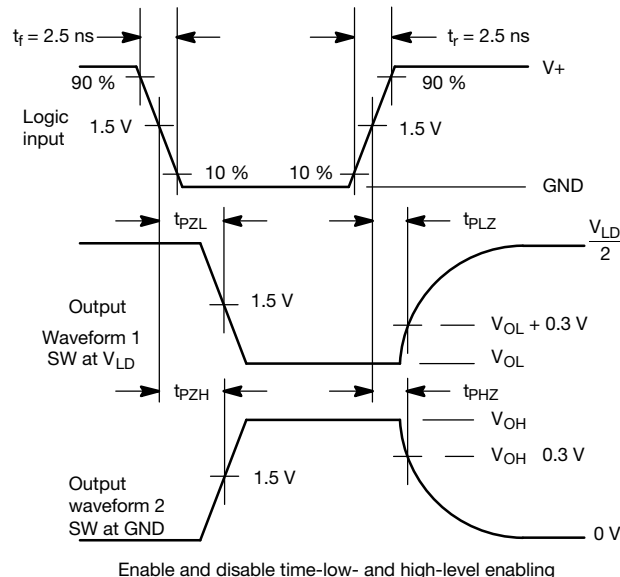 t_f = 2.5 ns
t_r = 2.5 ns
V+
90 %
90 %
Logic
input
1.5 V
1.5 V
10 %
10 %
GND
t_PZL
t_PLZ
V_LD
2
Output
Waveform 1
SW at V_LD
1.5 V
V_OL + 0.3 V
V_OL
t_PZH
t_PHZ
V_OH
V_OH 0.3 V
Output
waveform 2
SW at GND
1.5 V
0 V
Enable and disable time-low- and high-level enabling